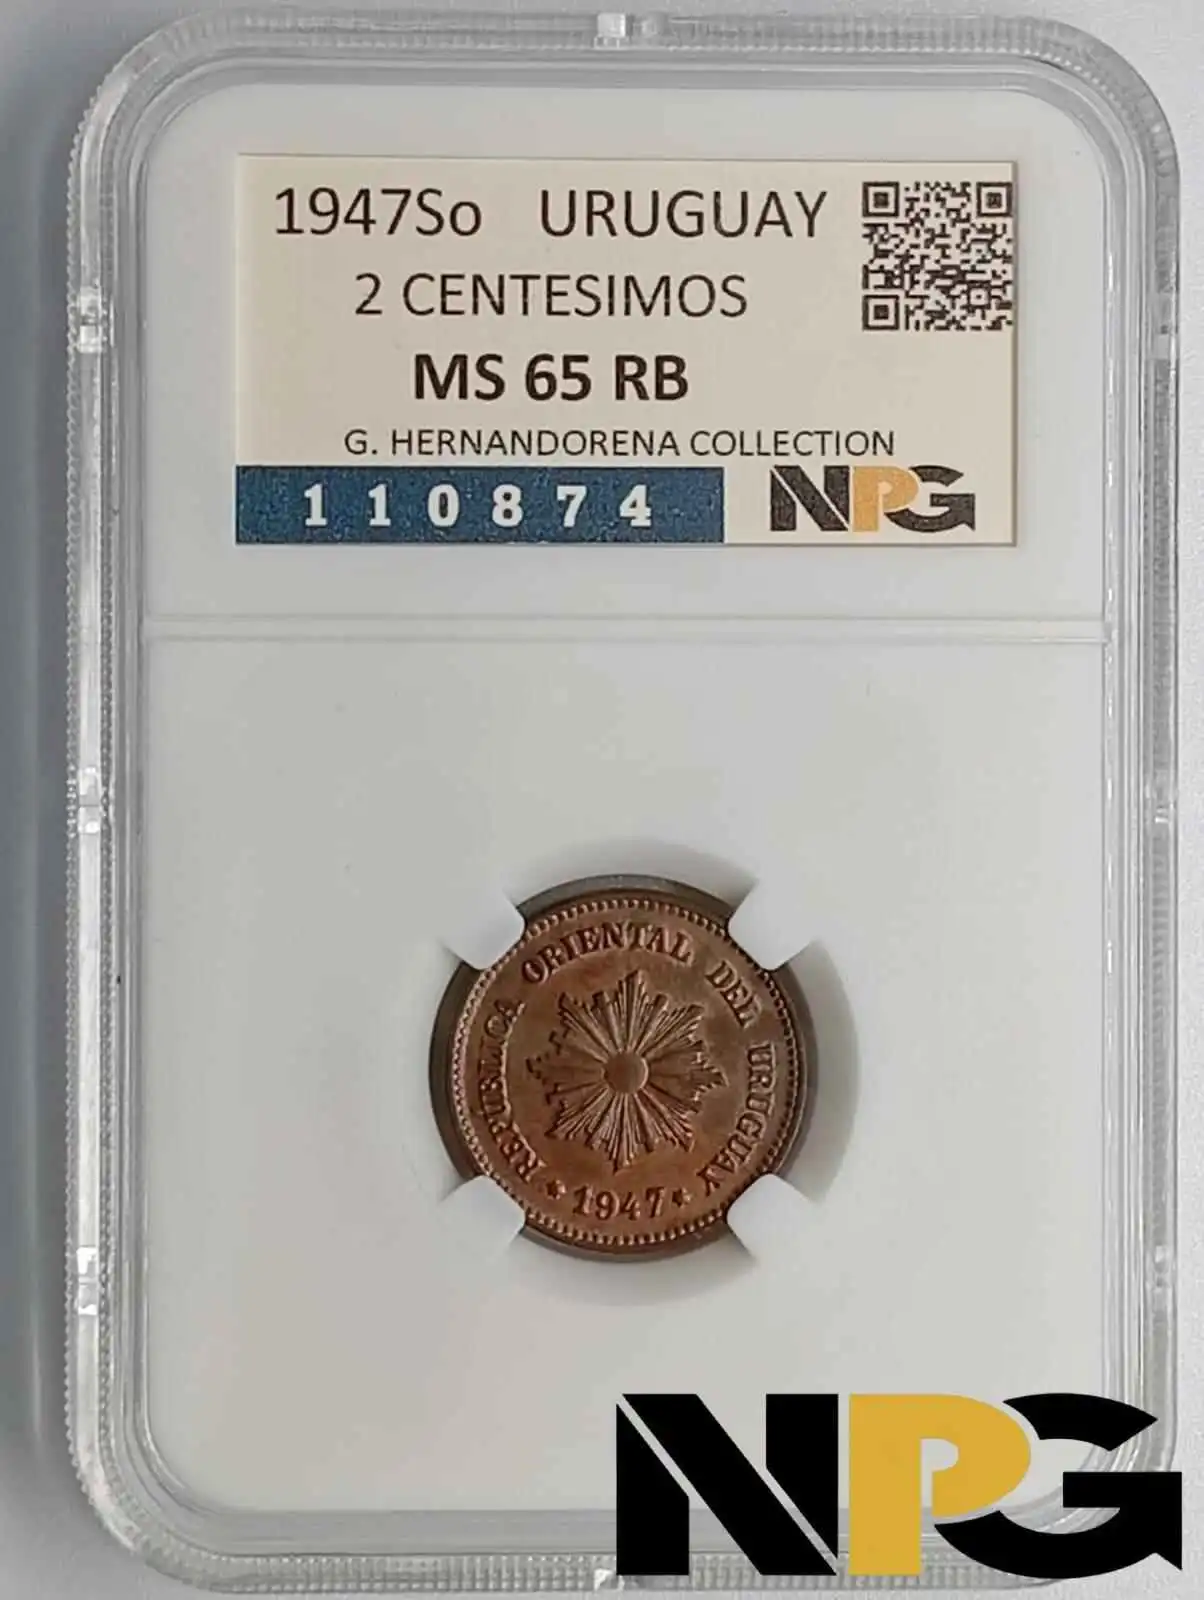 1947So URUGUAY
2 CENTESIMOS
MS 65 RB
G. HERNANDORENA COLLECTION
110874
NPG
REPUBLICA ORIENTAL DEL URUGUAY
★ 1947 ★
NPG